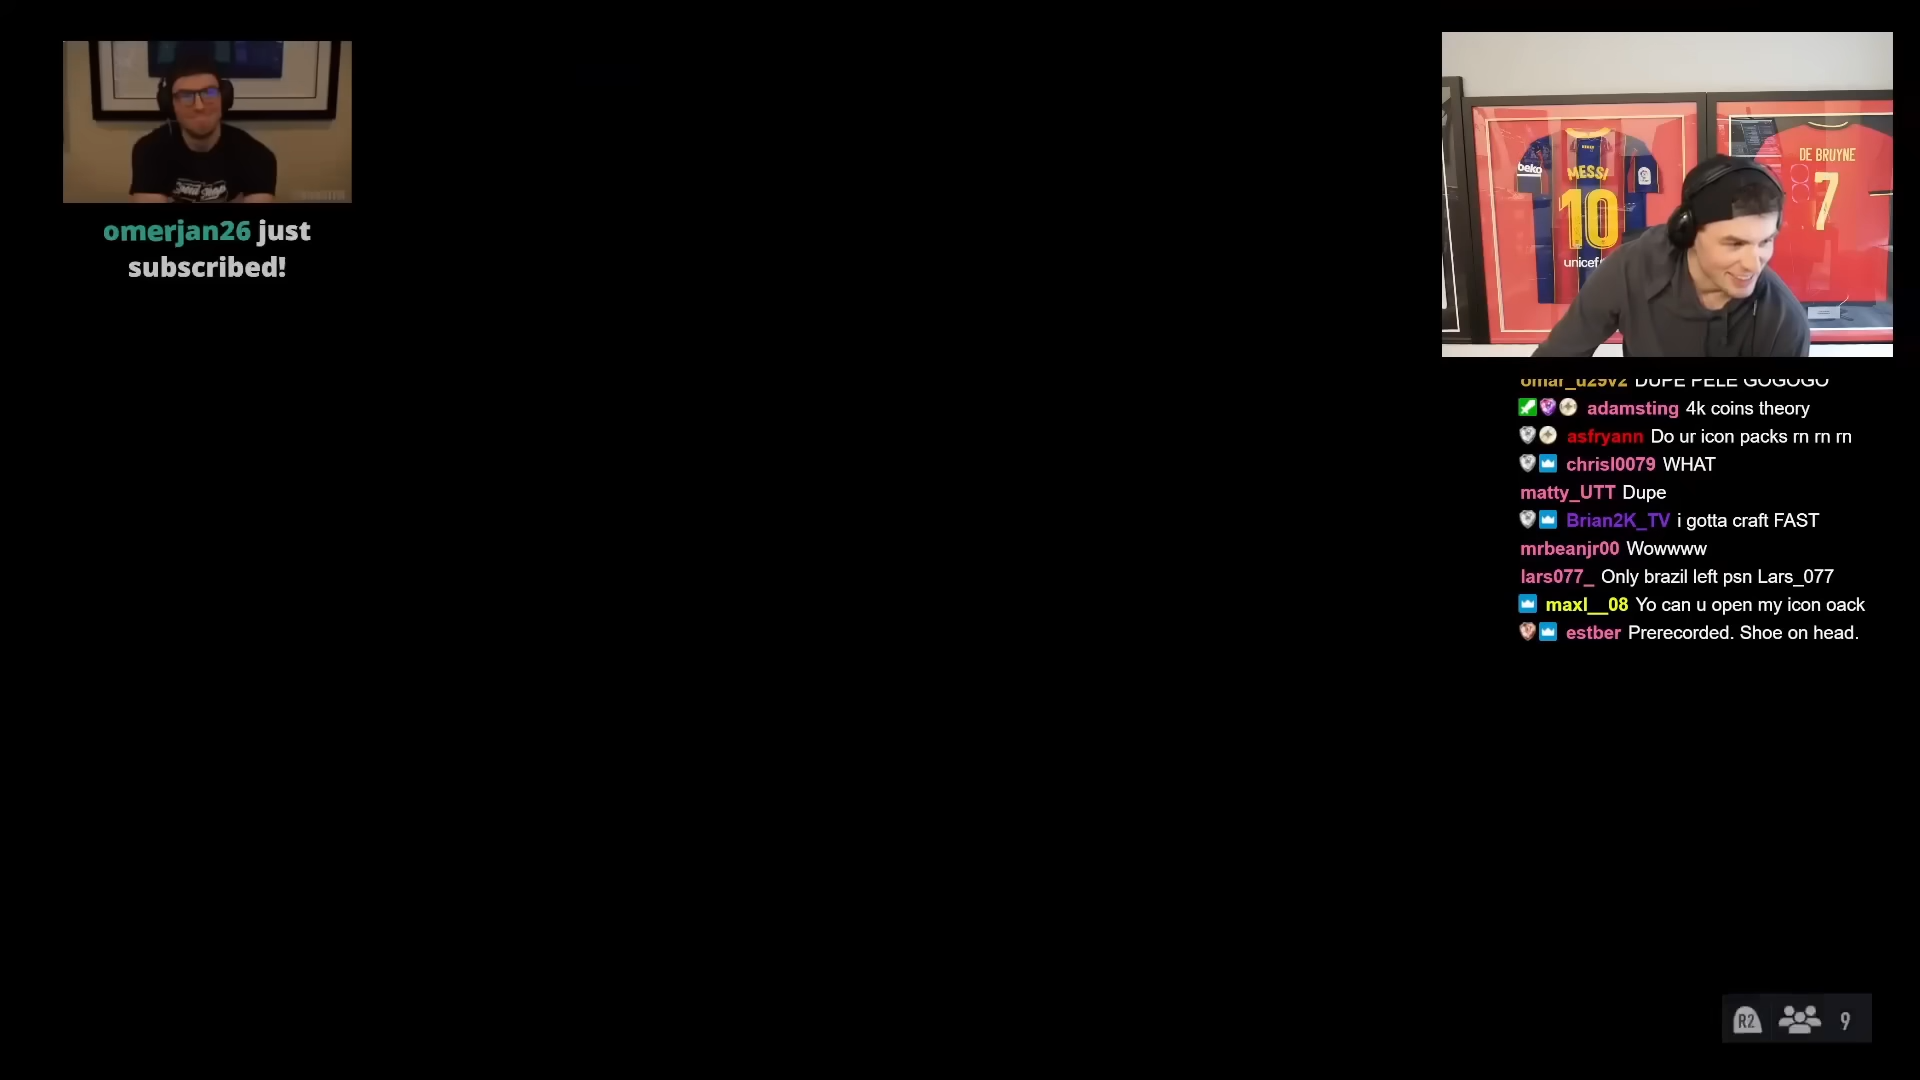 omerjan26 just
subscribed!
beko
MESSI
10
unicef
DE BRUYNE
7
omar_u29v2 DUPE PELE GOGOGO
adamsting 4k coins theory
asfryann Do ur icon packs rn rn rn
chrisl0079 WHAT
matty_UTT Dupe
Brian2K_TV i gotta craft FAST
mrbeanjr00 Wowwww
lars077_ Only brazil left psn Lars_077
maxl__08 Yo can u open my icon oack
estber Prerecorded. Shoe on head.
R2 9